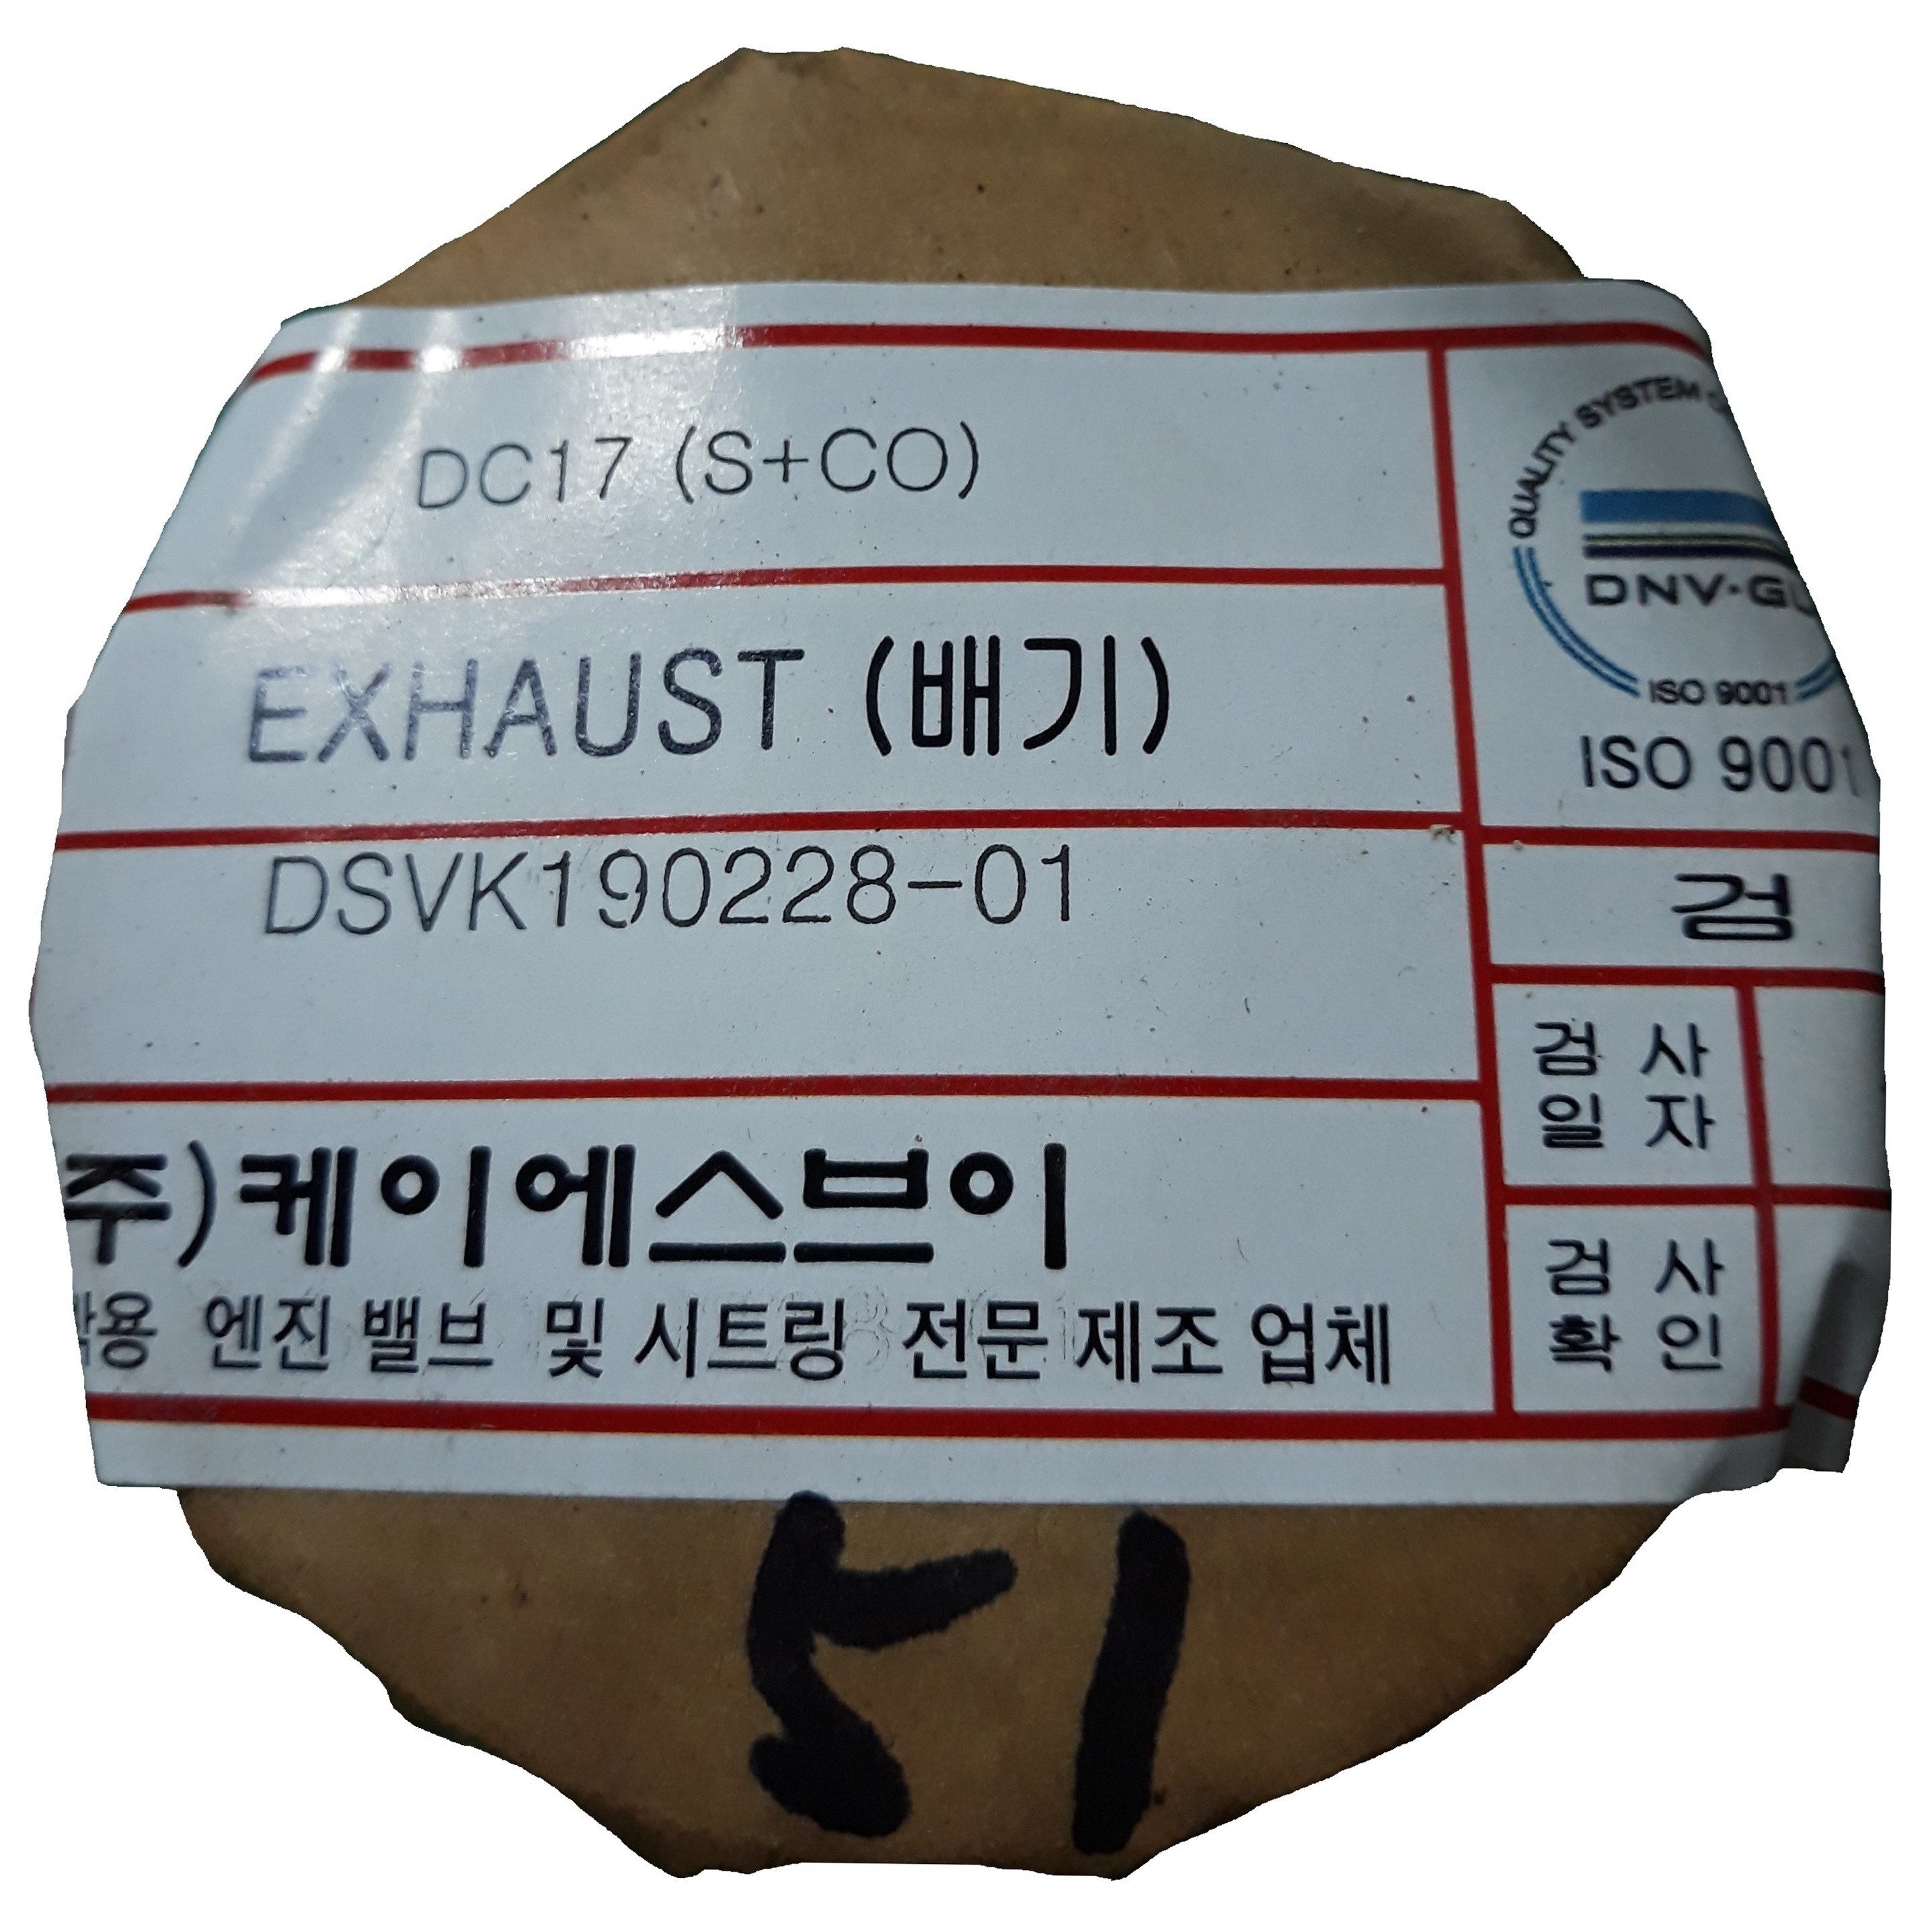 DC17 (S+CO)
EXHAUST (배기)
DSVK190228-01
주)케이에스브이
용 엔진 밸브 및 시트링 전문 제조 업체
QUALITY SYSTEM
DNV·GL
ISO 9001
ISO 9001
검
검 사
일 자
검 사
확 인
51